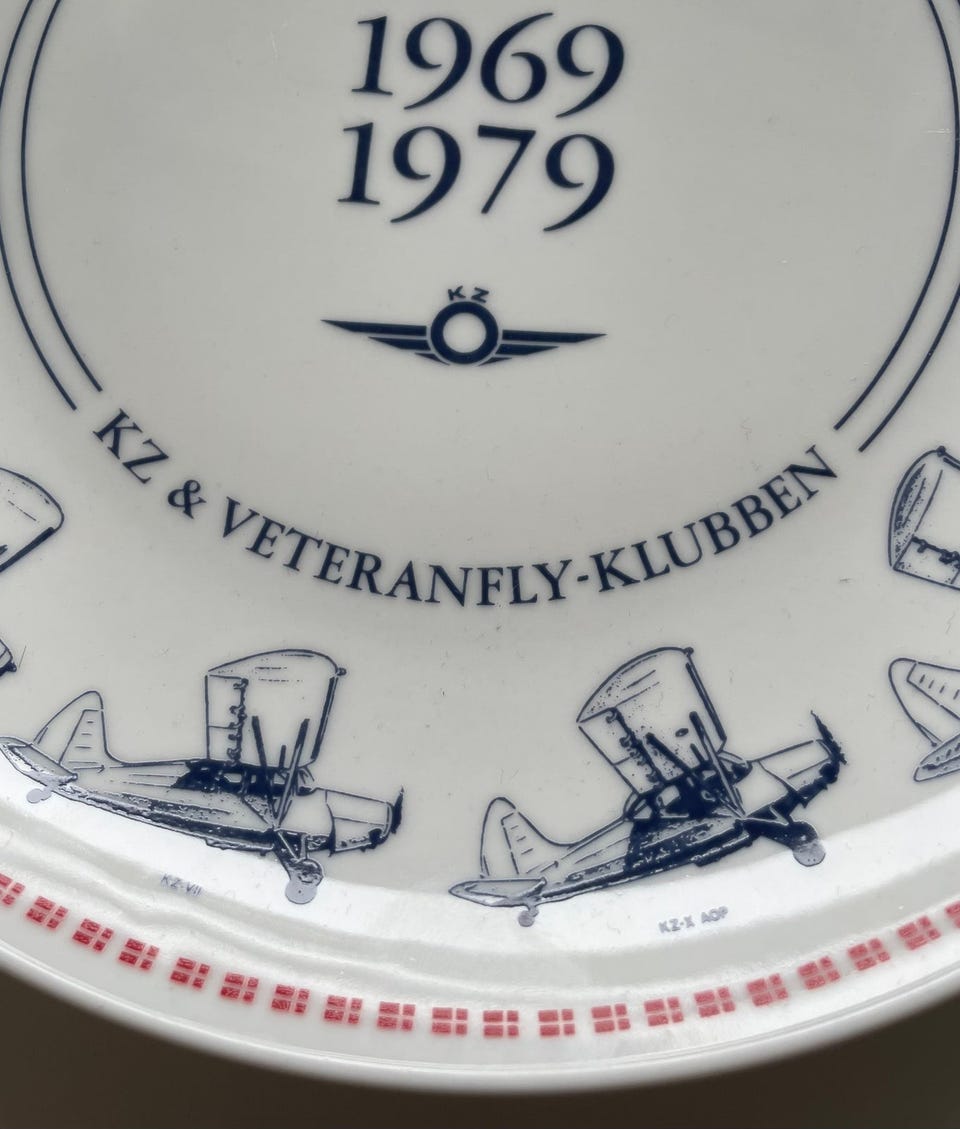 1969
1979
KZ
KZ & VETERANFLY-KLUBBEN
KZ-VII
KZ-X AOP